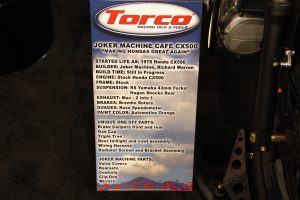 Torco
RACING OILS & FUELS
JOKER MACHINE CAFE CX500
"MAKING HONDAS GREAT AGAIN"
STARTED LIFE AS: 1978 Honda CX500
BUILDER: Joker Machine, Richard Warren
BUILD TIME: Still in Progress
ENGINE: Stock Honda CX500
FRAME: Stock
SUSPENSION: R6 Yamaha 43mm Forks/
Hagon Shocks Rear
EXHAUST: Mac - 2 into 1
BRAKES: Brembo Rotors
GUAGES: Koso Speedometer
PAINT COLOR: Automotive Orange
UNIQUE ONE-OFF PARTS:
Brake Calipers front and rear
Gas Cap
Triple Tree
Rear taillight and cowl assembly
Wiring Harness
Radiator Screen and Bracket Assembly
JOKER MACHINE PARTS:
Valve Covers
Rearsets
Controls
Clip-Ons
Mirrors